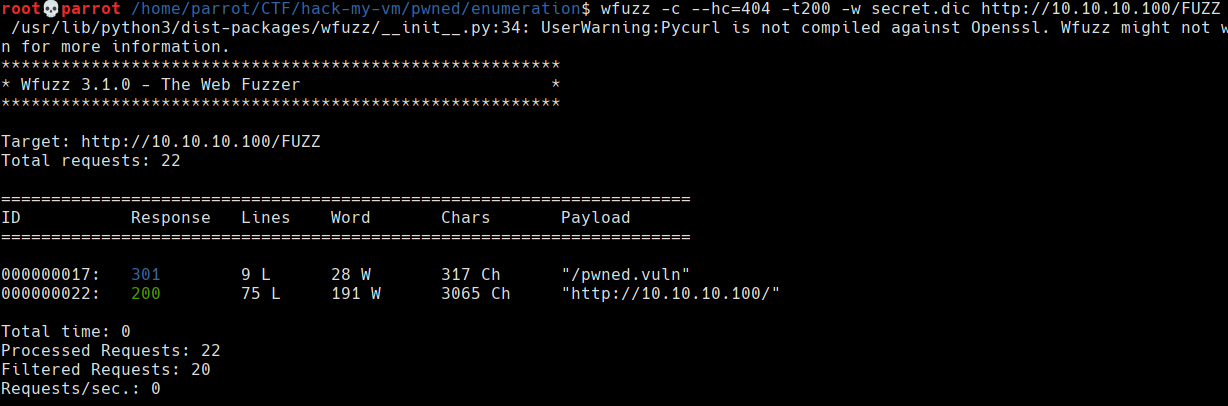 root💀parrot /home/parrot/CTF/hack-my-vm/pwned/enumeration$ wfuzz -c --hc=404 -t200 -w secret.dic http://10.10.10.100/FUZZ
 /usr/lib/python3/dist-packages/wfuzz/__init__.py:34: UserWarning:Pycurl is not compiled against Openssl. Wfuzz might not w
n for more information.
********************************************************
* Wfuzz 3.1.0 - The Web Fuzzer                         *
********************************************************

Target: http://10.10.10.100/FUZZ
Total requests: 22

=====================================================================
ID           Response   Lines    Word       Chars       Payload
=====================================================================

000000017:   301        9 L      28 W       317 Ch      "/pwned.vuln"
000000022:   200        75 L     191 W      3065 Ch     "http://10.10.10.100/"

Total time: 0
Processed Requests: 22
Filtered Requests: 20
Requests/sec.: 0